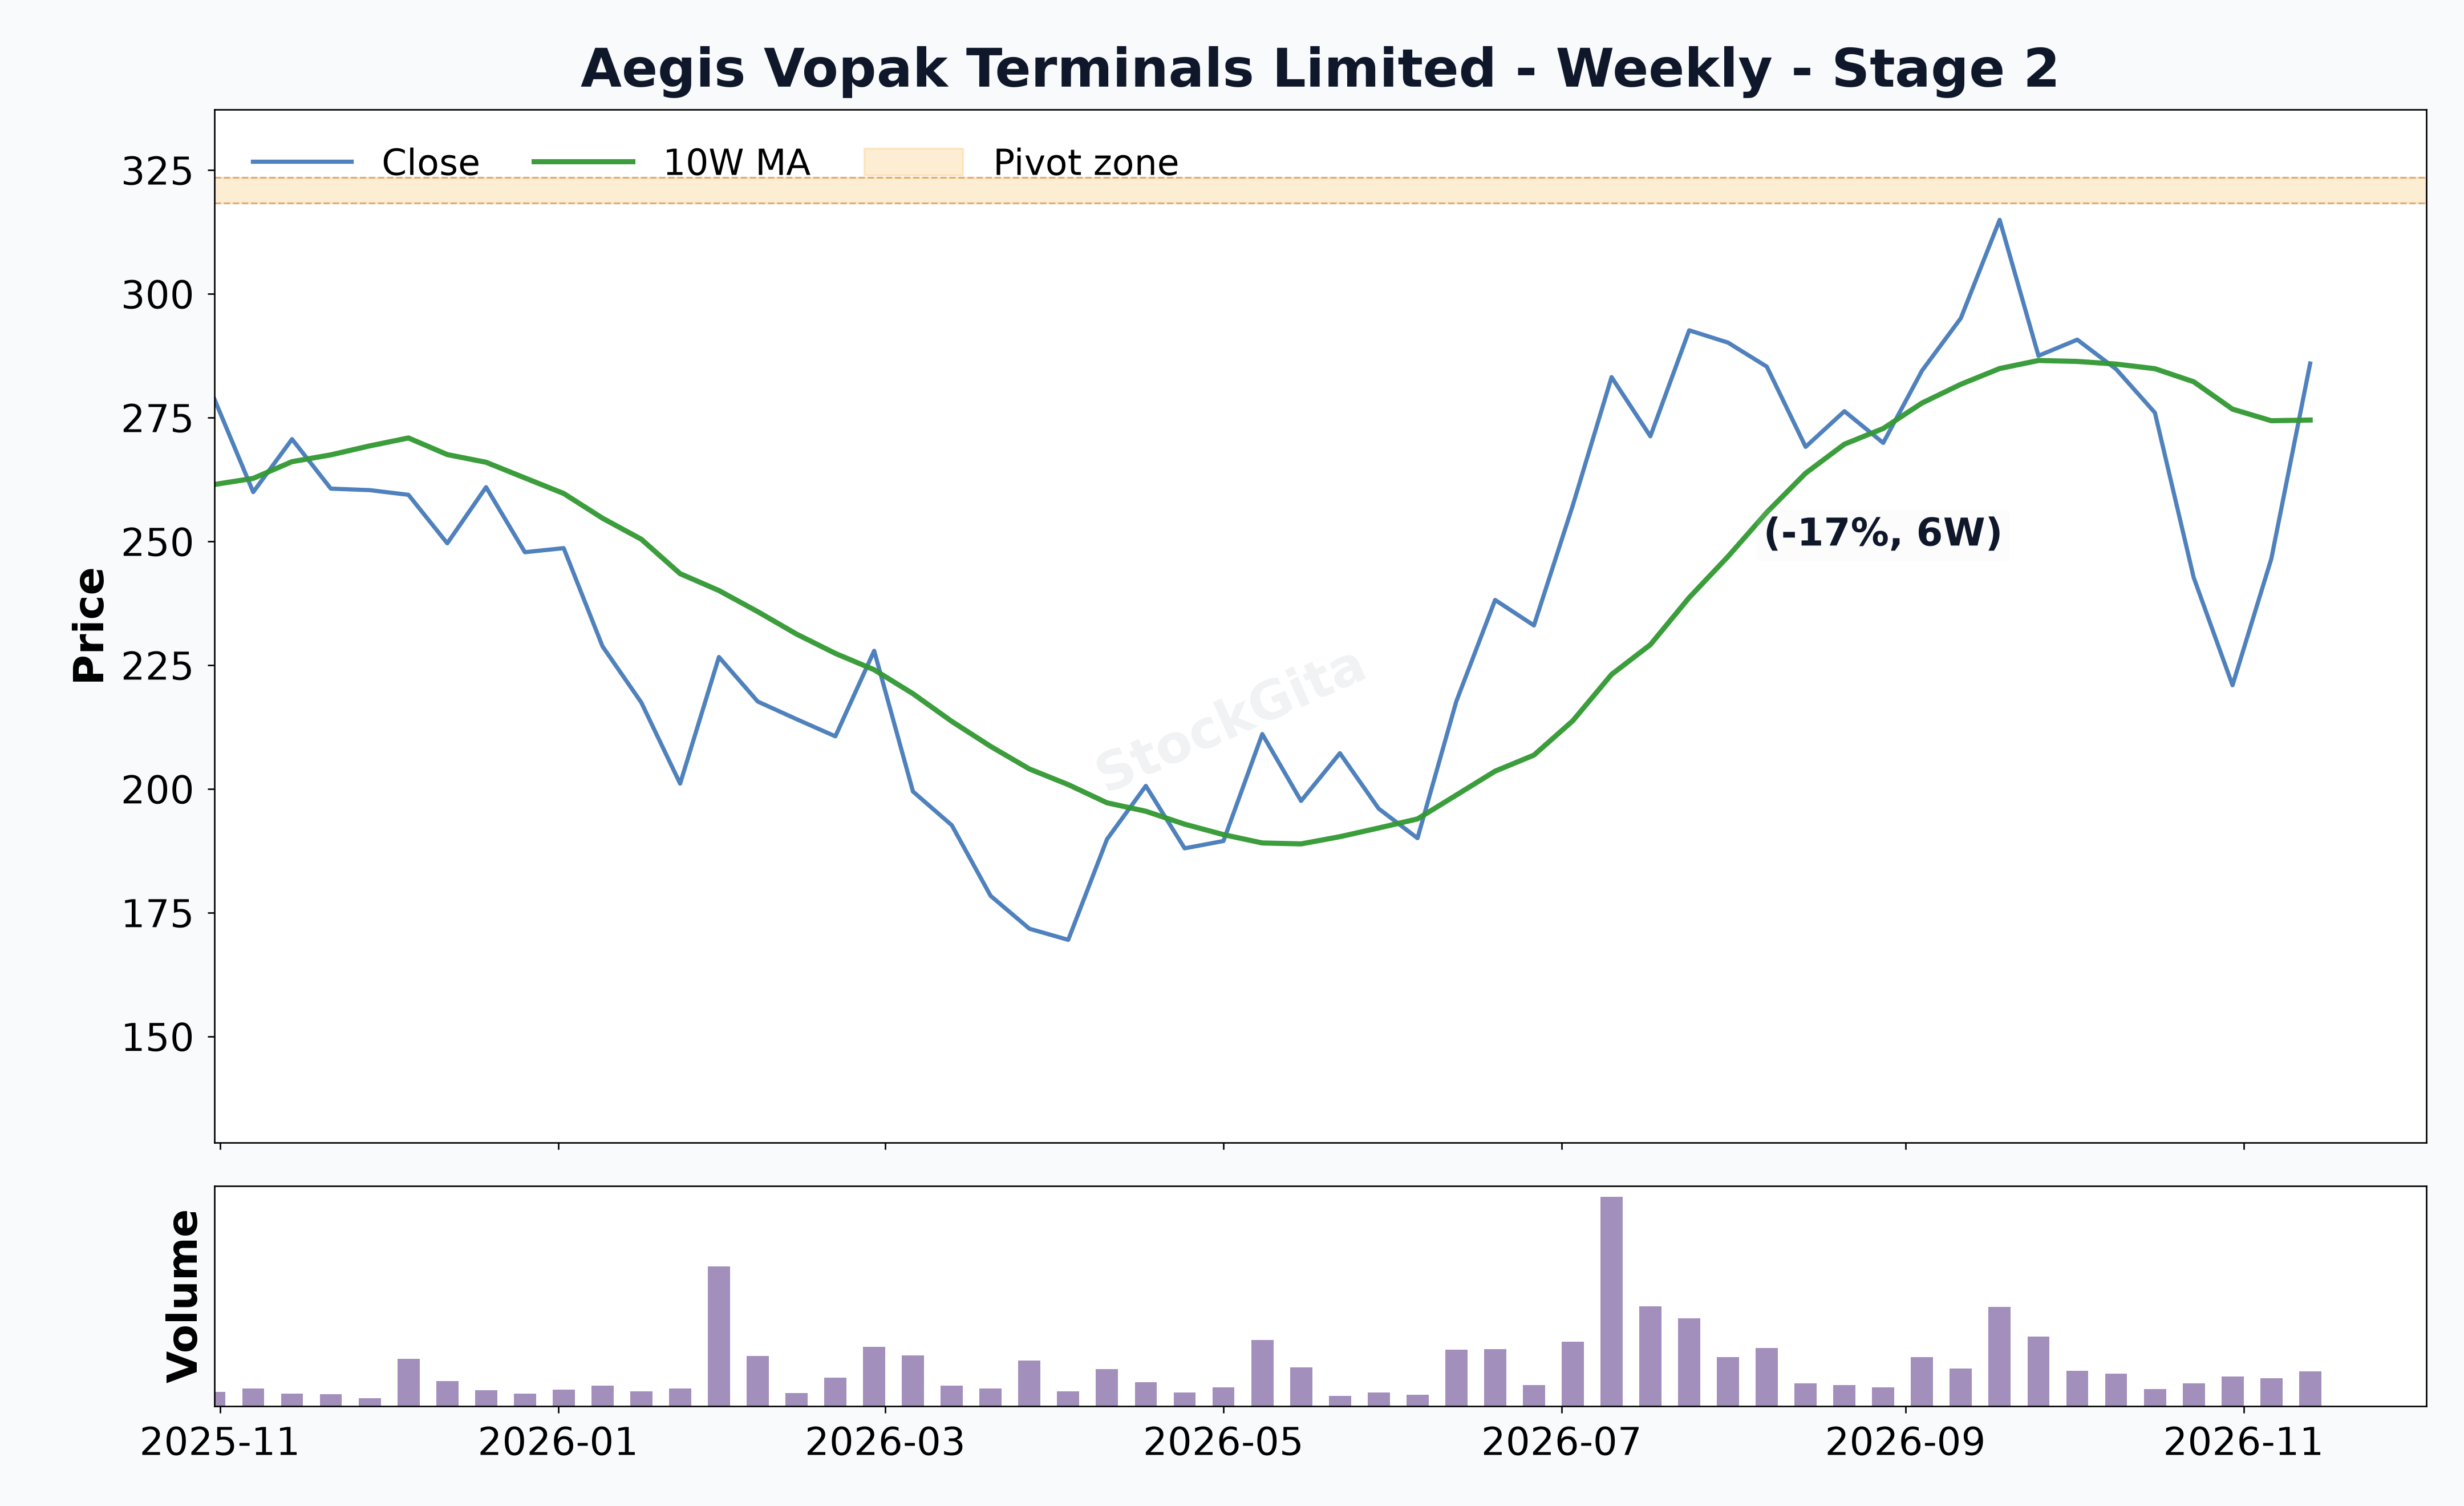 Aegis Vopak Terminals Limited - Weekly - Stage 2
Close 10W MA Pivot zone
325
300
275
250
225
200
175
150
Price
(-17%, 6W)
StockGita
Volume
2025-11 2026-01 2026-03 2026-05 2026-07 2026-09 2026-11